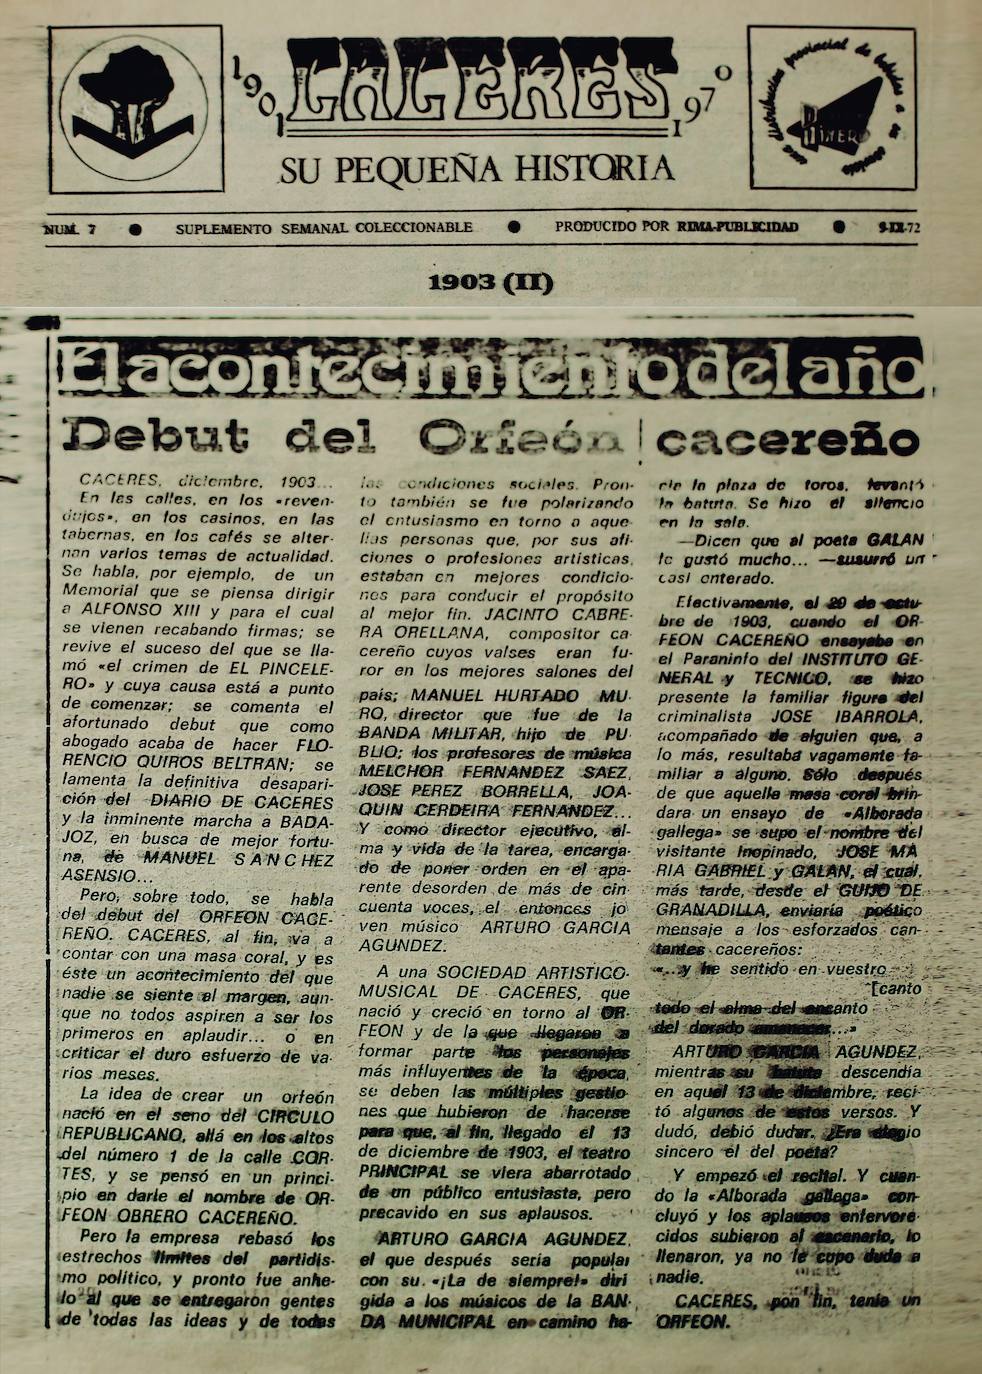 1901 CACERES 1970
SU PEQUEÑA HISTORIA
distribución provincial de bebidas a su servicio
NUM. 7 ● SUPLEMENTO SEMANAL COLECCIONABLE ● PRODUCIDO POR RIMA-PUBLICIDAD ● 9-IX-72
1903 (II)
El acontecimiento del año
Debut del Orfeón cacereño
CACERES, diciembre, 1903...
En las calles, en los «reven-
dujos», en los casinos, en las
tabernas, en los cafés se alter-
nan varios temas de actualidad.
Se habla, por ejemplo, de un
Memorial que se piensa dirigir
a ALFONSO XIII y para el cual
se vienen recabando firmas; se
revive el suceso del que se lla-
mó «el crimen de EL PINCELE-
RO» y cuya causa está a punto
de comenzar; se comenta el
afortunado debut que como
abogado acaba de hacer FLO-
RENCIO QUIROS BELTRAN; se
lamenta la definitiva desapari-
ción del DIARIO DE CACERES
y la inminente marcha a BADA-
JOZ, en busca de mejor fortu-
na, de MANUEL SANCHEZ
ASENSIO...
Pero, sobre todo, se habla
del debut del ORFEON CACE-
REÑO. CACERES, al fin, va a
contar con una masa coral, y es
éste un acontecimiento del que
nadie se siente al margen, aun-
que no todos aspiren a ser los
primeros en aplaudir... o en
criticar el duro esfuerzo de va-
rios meses.
La idea de crear un orfeón
nació en el seno del CIRCULO
REPUBLICANO, allá en los altos
del número 1 de la calle COR-
TES, y se pensó en un princi-
pio en darle el nombre de OR-
FEON OBRERO CACEREÑO.
Pero la empresa rebasó los
estrechos límites del partidis-
mo político, y pronto fue anhe-
lo al que se entregaron gentes
de todas las ideas y de todas
las condiciones sociales. Pron-
to también se fue polarizando
el entusiasmo en torno a aque-
llas personas que, por sus afi-
ciones o profesiones artísticas,
estaban en mejores condicio-
nes para conducir el propósito
al mejor fin. JACINTO CABRE-
RA ORELLANA, compositor ca-
cereño cuyos valses eran fu-
ror en los mejores salones del
país; MANUEL HURTADO MU-
RO, director que fue de la
BANDA MILITAR, hijo de PU-
BLIO; los profesores de música
MELCHOR FERNANDEZ SAEZ,
JOSE PEREZ BORRELLA, JOA-
QUIN CERDEIRA FERNANDEZ...
Y como director ejecutivo, al-
ma y vida de la tarea, encarga-
do de poner orden en el apa-
rente desorden de más de cin
cuenta voces, el entonces jo
ven músico ARTURO GARCIA
AGUNDEZ.
A una SOCIEDAD ARTISTICO-
MUSICAL DE CACERES, que
nació y creció en torno al OR-
FEON y de la que llegaron a
formar parte los personajes
más influyentes de la época,
se deben las múltiples gestio-
nes que hubieron de hacerse
para que, al fin, llegado el 13
de diciembre de 1903, el teatro
PRINCIPAL se viera abarrotado
de un público entusiasta, pero
precavido en sus aplausos.
ARTURO GARCIA AGUNDEZ,
el que después sería popular
con su «¡La de siempre!» diri
gida a los músicos de la BAN-
DA MUNICIPAL en camino ha-
cia la plaza de toros, levantó
la batuta. Se hizo el silencio
en la sala.
—Dicen que al poeta GALAN
le gustó mucho... —susurró un
casi enterado.
Efectivamente, el 29 de octu-
bre de 1903, cuando el OR-
FEON CACEREÑO ensayaba en
el Paraninfo del INSTITUTO GE-
NERAL y TECNICO, se hizo
presente la familiar figura del
criminalista JOSE IBARROLA,
acompañado de alguien que, a
lo más, resultaba vagamente fa-
miliar a alguno. Sólo después
de que aquella masa coral brin-
dara un ensayo de «Alborada
gallega» se supo el nombre del
visitante inopinado, JOSE MA
RIA GABRIEL y GALAN, el cual,
más tarde, desde el GUIJO DE
GRANADILLA, enviaría poético
mensaje a los esforzados can-
tantes cacereños:
«...y he sentido en vuestro
[canto
todo el alma del encanto
del dorado amanecer...»
ARTURO GARCIA AGUNDEZ,
mientras su batuta descendía
en aquel 13 de diciembre, reci-
tó algunos de estos versos. Y
dudó, debió dudar. ¿Era elogio
sincero el del poeta?
Y empezó el recital. Y cuan-
do la «Alborada gallega» con-
cluyó y los aplausos enfervore-
cidos subieron al escenario, lo
llenaron, ya no le cupo duda a
nadie.
CACERES, por fin, tenía un
ORFEON.